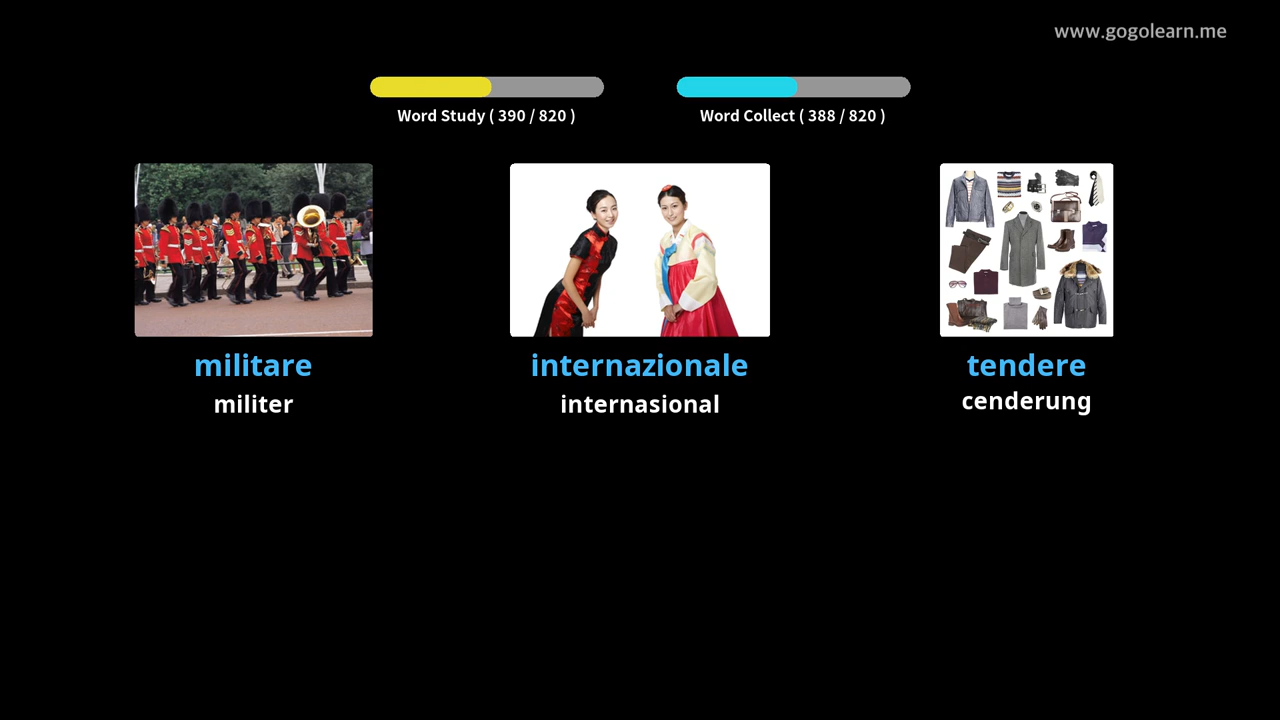 www.gogolearn.me
Word Study ( 390 / 820 )
Word Collect ( 388 / 820 )
militare
internazionale
tendere
militer
internasional
cenderung